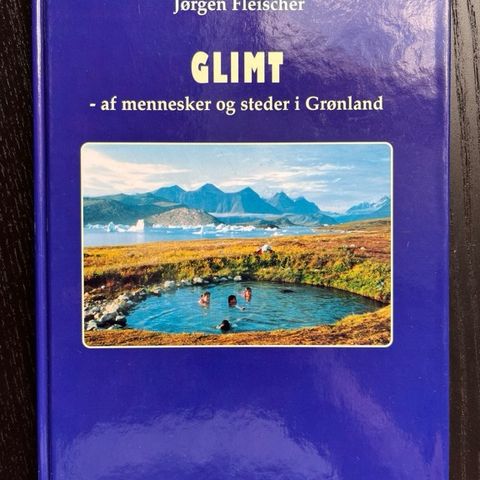 Jørgen Fleischer
GLIMT
- af mennesker og steder i Grønland